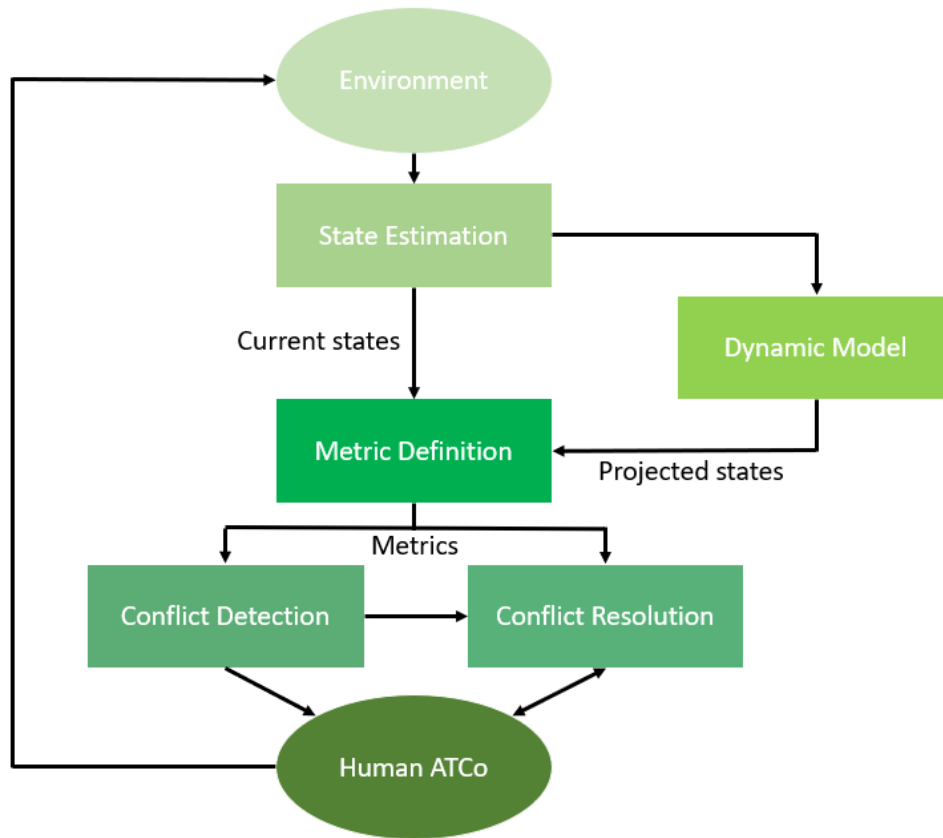 Environment
State Estimation
Current states
Dynamic Model
Metric Definition
Projected states
Metrics
Conflict Detection
Conflict Resolution
Human ATCo